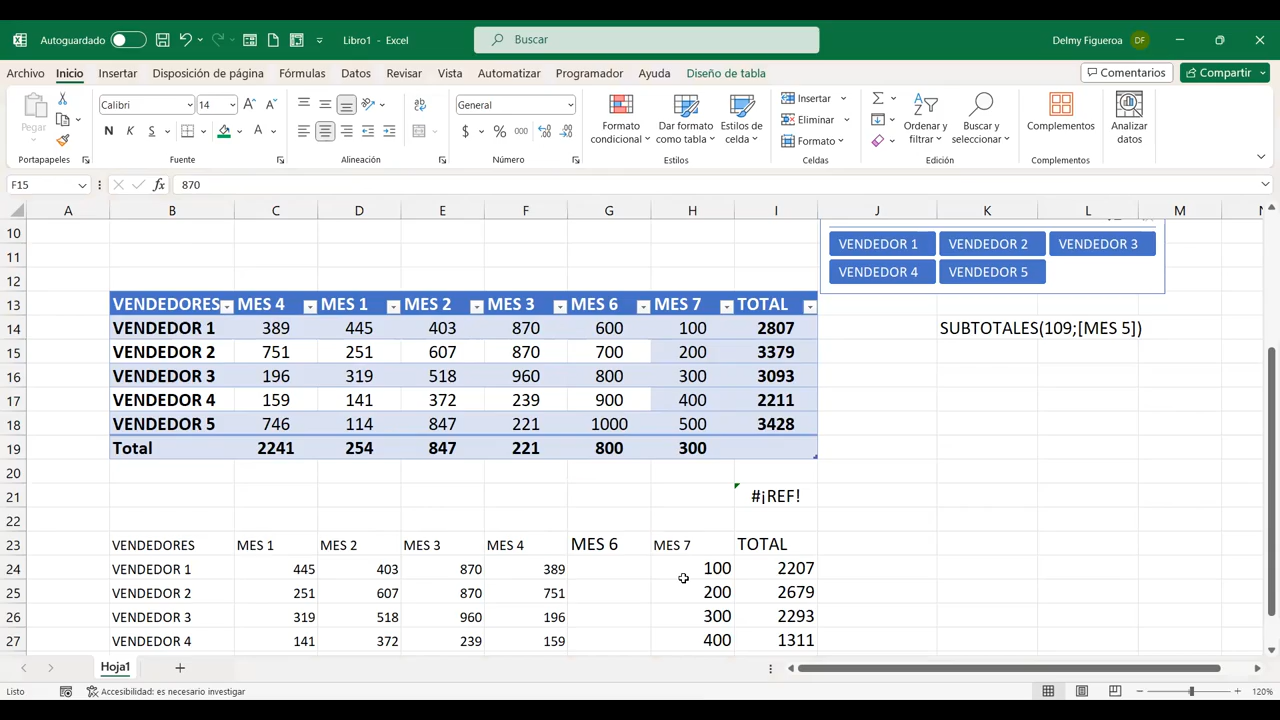 Autoguardado
Libro1 - Excel
Buscar
Delmy Figueroa DF
Archivo Inicio Insertar Disposición de página Fórmulas Datos Revisar Vista Automatizar Programador Ayuda Diseño de tabla
Comentarios Compartir
Pegar
Calibri 14
N K S
General
$ % 000
Formato condicional
Dar formato como tabla
Estilos de celda
Insertar
Eliminar
Formato
Ordenar y filtrar
Buscar y seleccionar
Complementos
Analizar datos
Portapapeles Fuente Alineación Número Estilos Celdas Edición Complementos
F15 fx 870
A B C D E F G H I J K L M
10 VENDEDOR 1 VENDEDOR 2 VENDEDOR 3
11 VENDEDOR 4 VENDEDOR 5
12
13 VENDEDORES MES 4 MES 1 MES 2 MES 3 MES 6 MES 7 TOTAL
14 VENDEDOR 1 389 445 403 870 600 100 2807 SUBTOTALES(109;[MES 5])
15 VENDEDOR 2 751 251 607 870 700 200 3379
16 VENDEDOR 3 196 319 518 960 800 300 3093
17 VENDEDOR 4 159 141 372 239 900 400 2211
18 VENDEDOR 5 746 114 847 221 1000 500 3428
19 Total 2241 254 847 221 800 300
20
21 #¡REF!
22
23 VENDEDORES MES 1 MES 2 MES 3 MES 4 MES 6 MES 7 TOTAL
24 VENDEDOR 1 445 403 870 389 100 2207
25 VENDEDOR 2 251 607 870 751 200 2679
26 VENDEDOR 3 319 518 960 196 300 2293
27 VENDEDOR 4 141 372 239 159 400 1311
Hoja1
Listo Accesibilidad: es necesario investigar 120%